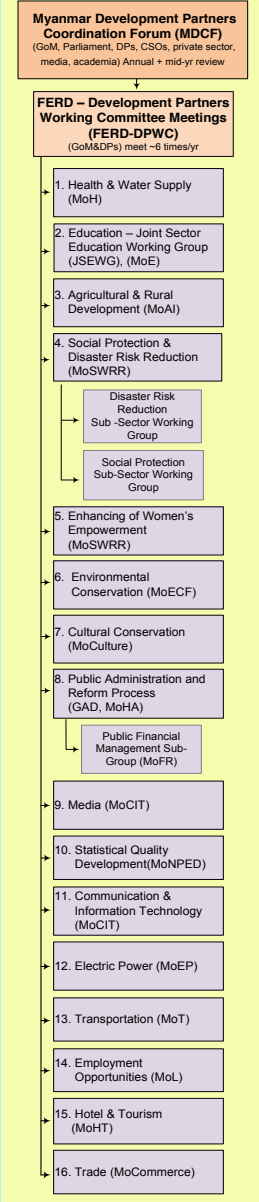 Myanmar Development Partners
Coordination Forum (MDCF)
(GoM, Parliament, DPs, CSOs, private sector,
media, academia) Annual + mid-yr review
FERD – Development Partners
Working Committee Meetings
(FERD-DPWC)
(GoM&DPs) meet ~6 times/yr
1. Health & Water Supply
(MoH)
2. Education – Joint Sector
Education Working Group
(JSEWG), (MoE)
3. Agricultural & Rural
Development (MoAI)
4. Social Protection &
Disaster Risk Reduction
(MoSWRR)
Disaster Risk
Reduction
Sub -Sector Working
Group
Social Protection
Sub-Sector Working
Group
5. Enhancing of Women’s
Empowerment
(MoSWRR)
6. Environmental
Conservation (MoECF)
7. Cultural Conservation
(MoCulture)
8. Public Administration and
Reform Process
(GAD, MoHA)
Public Financial
Management Sub-
Group (MoFR)
9. Media (MoCIT)
10. Statistical Quality
Development(MoNPED)
11. Communication &
Information Technology
(MoCIT)
12. Electric Power (MoEP)
13. Transportation (MoT)
14. Employment
Opportunities (MoL)
15. Hotel & Tourism
(MoHT)
16. Trade (MoCommerce)